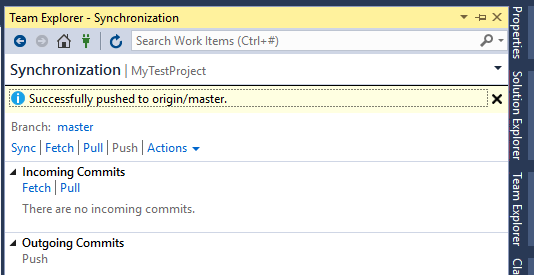 Team Explorer - Synchronization
Search Work Items (Ctrl+#)
Synchronization | MyTestProject
Successfully pushed to origin/master.
Branch: master
Sync | Fetch | Pull | Push | Actions
Incoming Commits
Fetch | Pull
There are no incoming commits.
Outgoing Commits
Push
Properties
Solution Explorer
Team Explorer